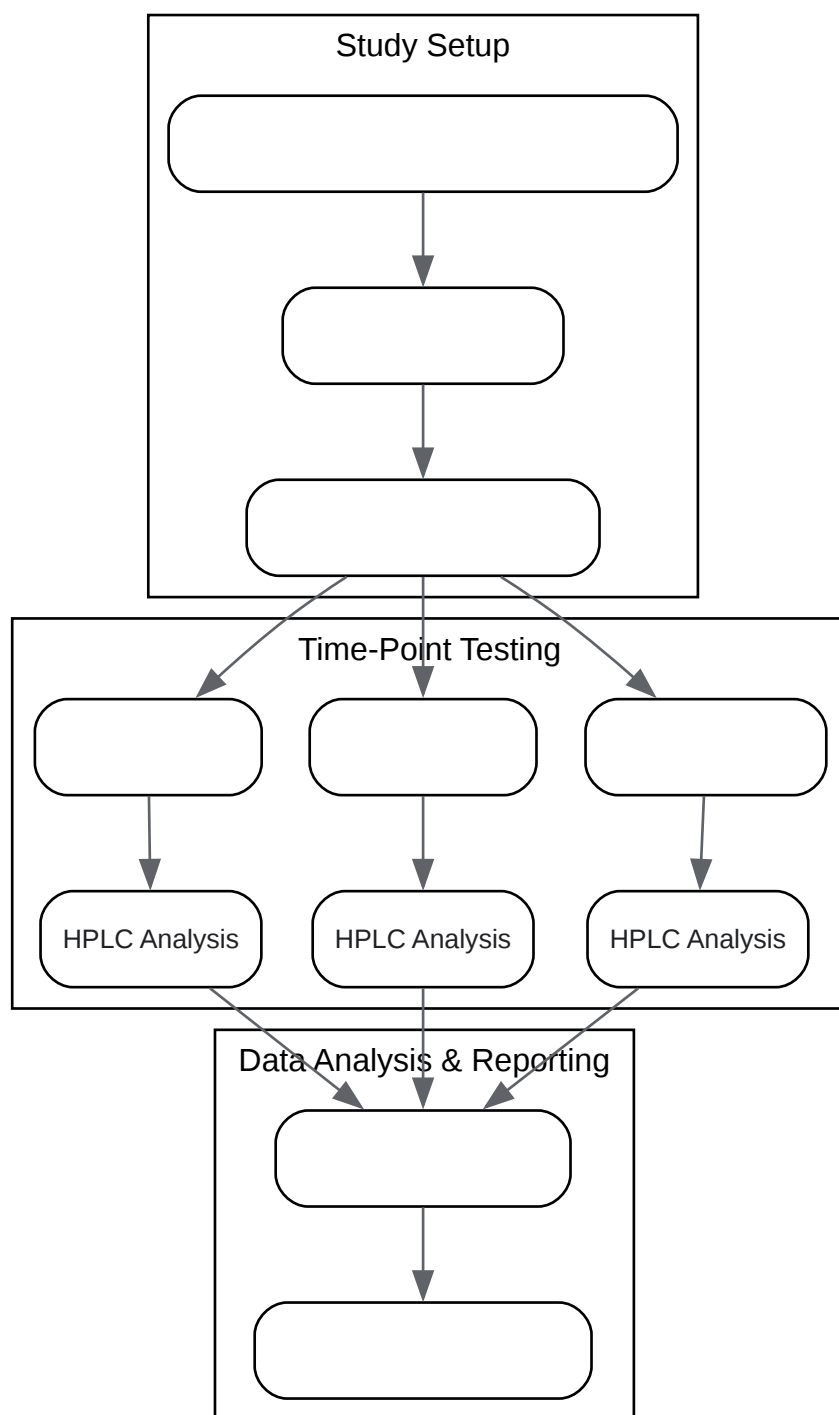 Study Setup
Time-Point Testing
HPLC Analysis
HPLC Analysis
HPLC Analysis
Data Analysis & Reporting